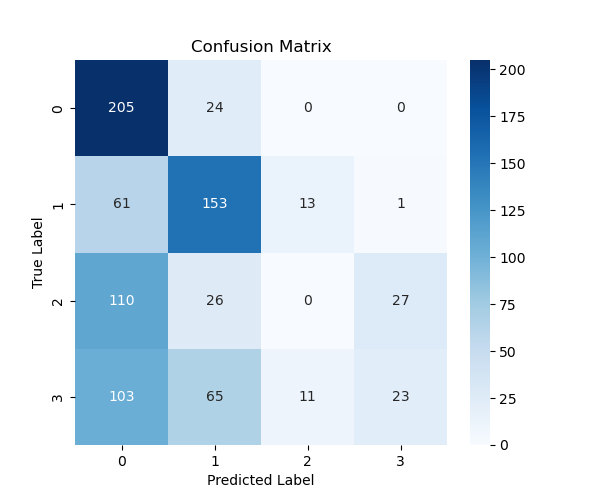 Confusion Matrix
True Label
0 205 24 0 0
1 61 153 13 1
2 110 26 0 27
3 103 65 11 23
0 1 2 3
Predicted Label
200
175
150
125
100
75
50
25
0